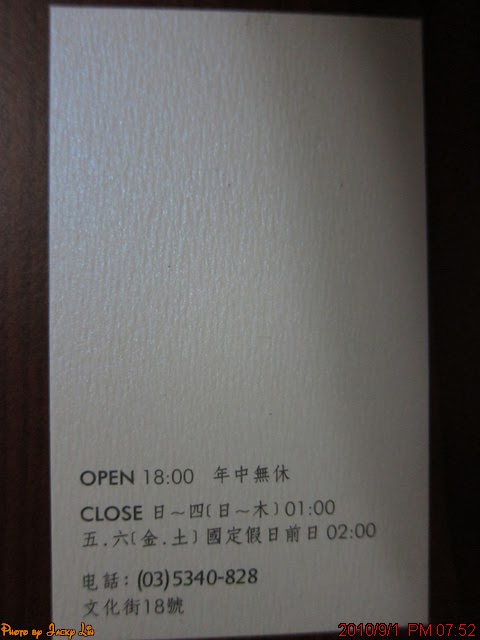 OPEN 18:00 年中無休
CLOSE 日～四(日～木) 01:00
五.六(金.土) 國定假日前日 02:00
电話: (03)5340-828
文化街18號
Photo by Jacky Lin
2010/9/1 PM 07:52